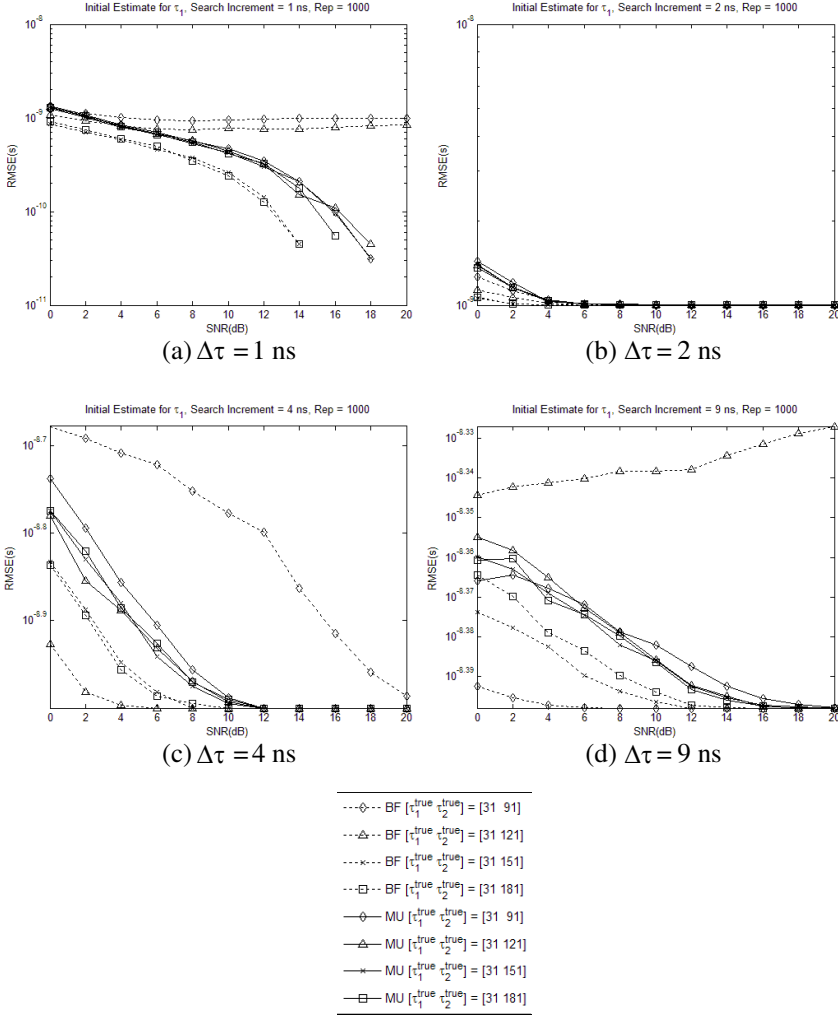 Initial Estimate for τ₁, Search Increment = 1 ns, Rep = 1000
10⁻⁸
10⁻⁹
10⁻¹⁰
10⁻¹¹
RMSE(s)
0 2 4 6 8 10 12 14 16 18 20
SNR(dB)
(a) Δτ = 1 ns
Initial Estimate for τ₁, Search Increment = 2 ns, Rep = 1000
10⁻⁸
10⁻⁹
RMSE(s)
0 2 4 6 8 10 12 14 16 18 20
SNR(dB)
(b) Δτ = 2 ns
Initial Estimate for τ₁, Search Increment = 4 ns, Rep = 1000
10⁻⁸·⁷
10⁻⁸·⁸
10⁻⁸·⁹
RMSE(s)
0 2 4 6 8 10 12 14 16 18 20
SNR(dB)
(c) Δτ = 4 ns
Initial Estimate for τ₁, Search Increment = 9 ns, Rep = 1000
10⁻⁸·³³
10⁻⁸·³⁴
10⁻⁸·³⁵
10⁻⁸·³⁶
10⁻⁸·³⁷
10⁻⁸·³⁸
10⁻⁸·³⁹
RMSE(s)
0 2 4 6 8 10 12 14 16 18 20
SNR(dB)
(d) Δτ = 9 ns
BF [τ₁^true τ₂^true] = [31 91]
BF [τ₁^true τ₂^true] = [31 121]
BF [τ₁^true τ₂^true] = [31 151]
BF [τ₁^true τ₂^true] = [31 181]
MU [τ₁^true τ₂^true] = [31 91]
MU [τ₁^true τ₂^true] = [31 121]
MU [τ₁^true τ₂^true] = [31 151]
MU [τ₁^true τ₂^true] = [31 181]